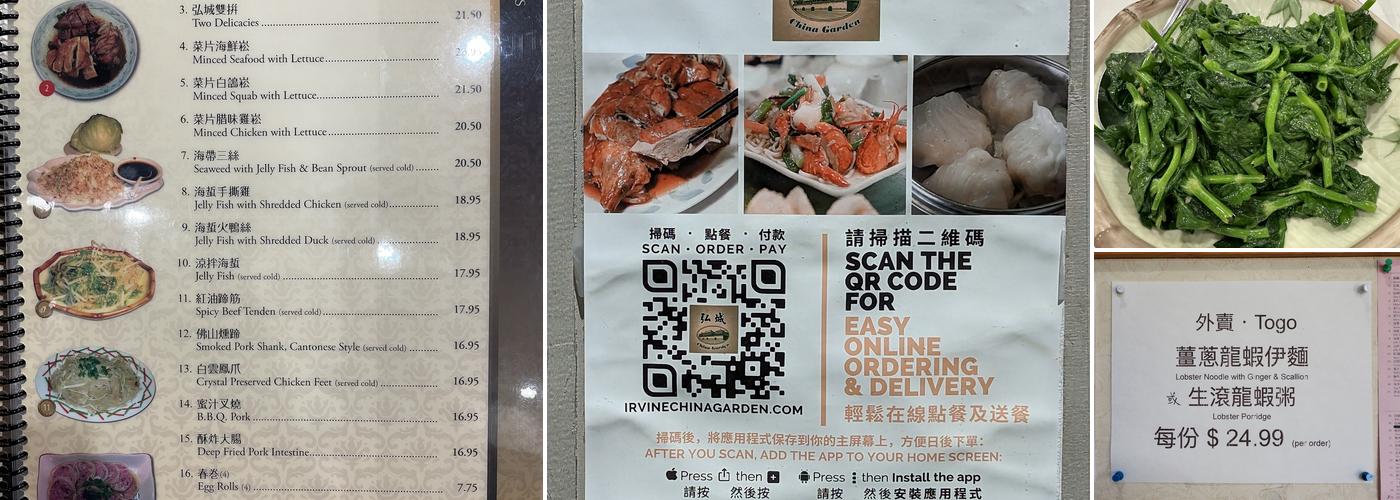 3. 弘城雙拼
Two Delicacies 21.50
4. 菜片海鮮崧
Minced Seafood with Lettuce
5. 菜片白鴿崧
Minced Squab with Lettuce 21.50
6. 菜片腊味雞崧
Minced Chicken with Lettuce 20.50
7. 海帶三絲
Seaweed with Jelly Fish & Bean Sprout (served cold) 20.50
8. 海蜇手撕雞
Jelly Fish with Shredded Chicken (served cold) 18.95
9. 海蜇火鴨絲
Jelly Fish with Shredded Duck (served cold) 18.95
10. 涼拌海蜇
Jelly Fish (served cold) 17.95
11. 紅油蹄筋
Spicy Beef Tenden (served cold) 17.95
12. 佛山燻蹄
Smoked Pork Shank, Cantonese Style (served cold) 16.95
13. 白雲鳳爪
Crystal Preserved Chicken Feet (served cold) 16.95
14. 蜜汁叉燒
B.B.Q. Pork 16.95
15. 酥炸大腸
Deep Fried Pork Intestine 16.95
16. 春卷(4)
Egg Rolls (4) 7.75
2
11
China Garden
掃碼 · 點餐 · 付款
SCAN · ORDER · PAY
弘城
China Garden
IRVINECHINAGARDEN.COM
請掃描二維碼
SCAN THE
QR CODE
FOR
EASY
ONLINE
ORDERING
& DELIVERY
輕鬆在線點餐及送餐
掃碼後，將應用程式保存到你的主屏幕上，方便日後下單：
AFTER YOU SCAN, ADD THE APP TO YOUR HOME SCREEN:
Press then
請按 然後按
Press then Install the app
請按 然後安裝應用程式
外賣 · Togo
薑蔥龍蝦伊麵
Lobster Noodle with Ginger & Scallion
或 生滾龍蝦粥
Lobster Porridge
每份 $ 24.99 (per order)